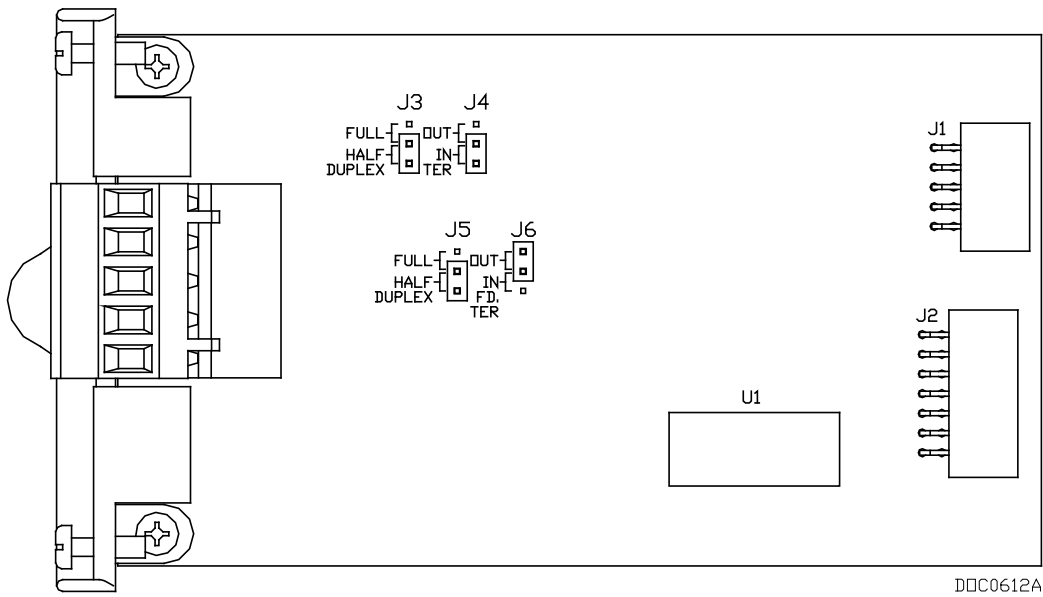 J3 J4
FULL OUT
HALF IN
DUPLEX TER
J1
J5 J6
FULL OUT
HALF IN
DUPLEX FD.
TER
J2
U1
DOC0612A